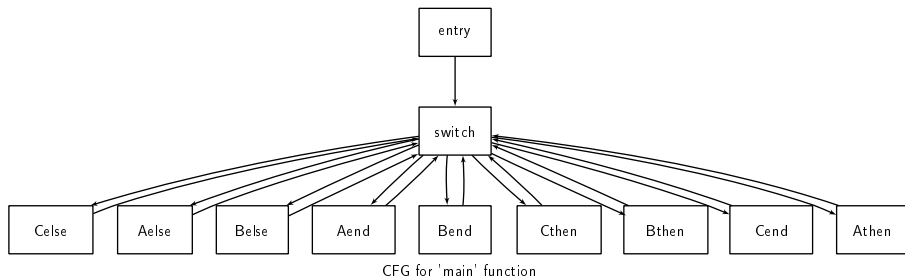 entry
switch
Celse
Aelse
Belse
Aend
Bend
Cthen
Bthen
Cend
Athen
CFG for 'main' function